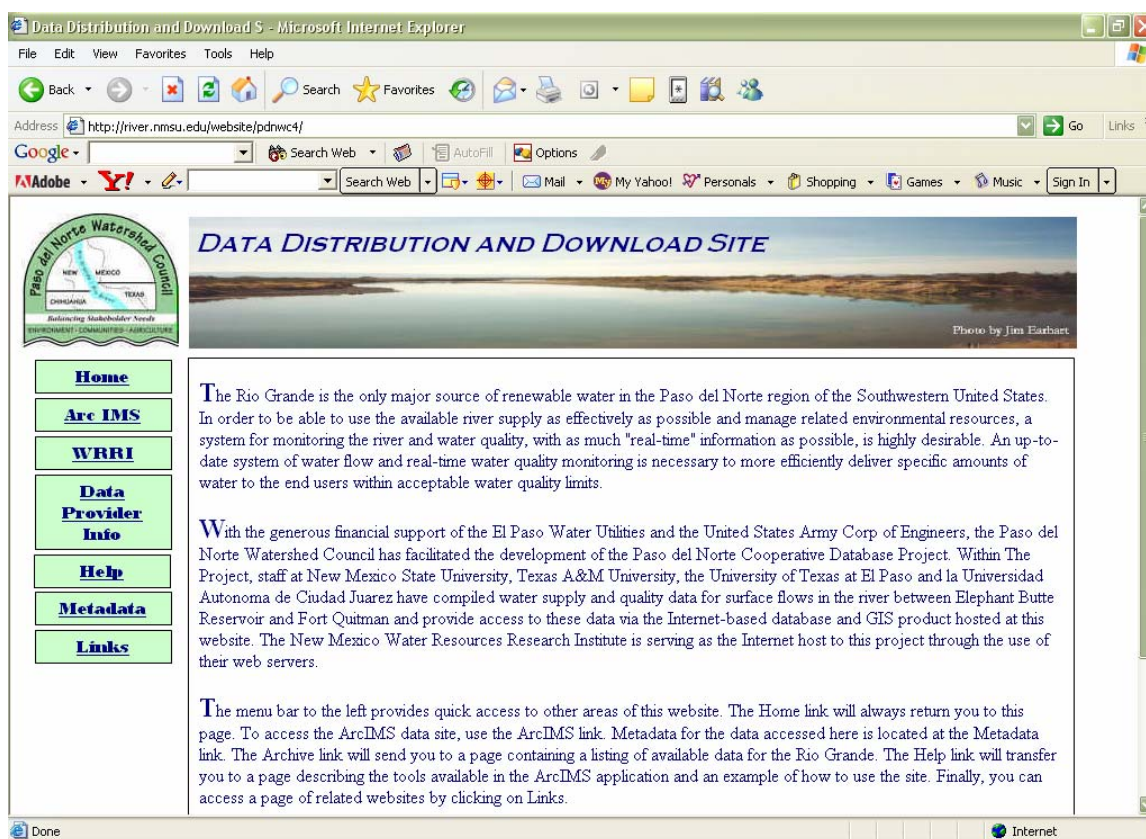 Data Distribution and Download S - Microsoft Internet Explorer
File Edit View Favorites Tools Help
Back Search Favorites
Address http://river.nmsu.edu/website/pdnwc4/ Go Links
Google Search Web AutoFill Options
Adobe Y! Search Web Mail My Yahoo! Personals Shopping Games Music Sign In
Paso del Norte Watershed Council
NEW MEXICO
CHIHUAHUA TEXAS
Balancing Stakeholder Needs
ENVIRONMENT - COMMUNITIES - AGRICULTURE
DATA DISTRIBUTION AND DOWNLOAD SITE
Photo by Jim Earhart
Home
Arc IMS
WRRI
Data
Provider
Info
Help
Metadata
Links
The Rio Grande is the only major source of renewable water in the Paso del Norte region of the Southwestern United States.
In order to be able to use the available river supply as effectively as possible and manage related environmental resources, a
system for monitoring the river and water quality, with as much "real-time" information as possible, is highly desirable. An up-to-
date system of water flow and real-time water quality monitoring is necessary to more efficiently deliver specific amounts of
water to the end users within acceptable water quality limits.
With the generous financial support of the El Paso Water Utilities and the United States Army Corp of Engineers, the Paso del
Norte Watershed Council has facilitated the development of the Paso del Norte Cooperative Database Project. Within The
Project, staff at New Mexico State University, Texas A&M University, the University of Texas at El Paso and la Universidad
Autonoma de Ciudad Juarez have compiled water supply and quality data for surface flows in the river between Elephant Butte
Reservoir and Fort Quitman and provide access to these data via the Internet-based database and GIS product hosted at this
website. The New Mexico Water Resources Research Institute is serving as the Internet host to this project through the use of
their web servers.
The menu bar to the left provides quick access to other areas of this website. The Home link will always return you to this
page. To access the ArcIMS data site, use the ArcIMS link. Metadata for the data accessed here is located at the Metadata
link. The Archive link will send you to a page containing a listing of available data for the Rio Grande. The Help link will transfer
you to a page describing the tools available in the ArcIMS application and an example of how to use the site. Finally, you can
access a page of related websites by clicking on Links.
Done Internet